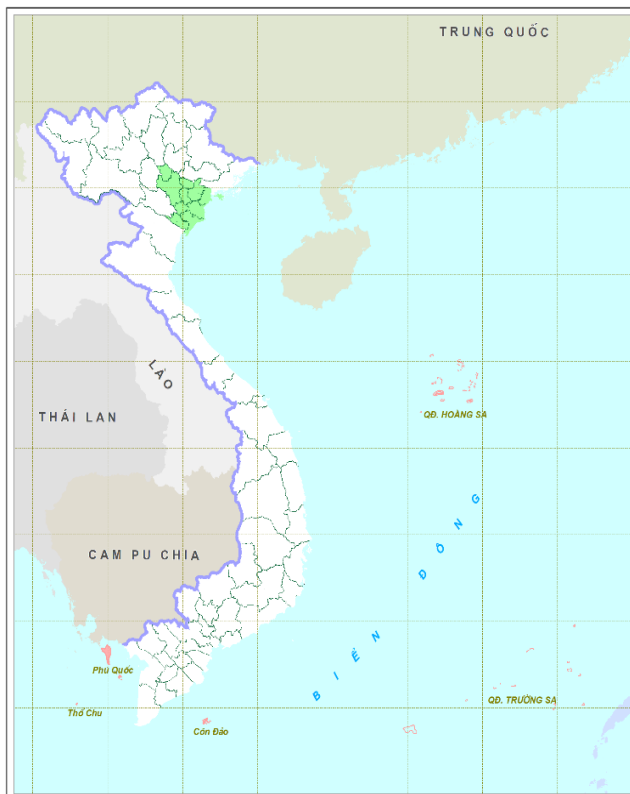 TRUNG QUỐC
LÀO
QĐ. HOÀNG SA
THÁI LAN
BIỂN ĐÔNG
CAM PU CHIA
Phú Quốc
QĐ. TRƯỜNG SA
Thổ Chu
Côn Đảo